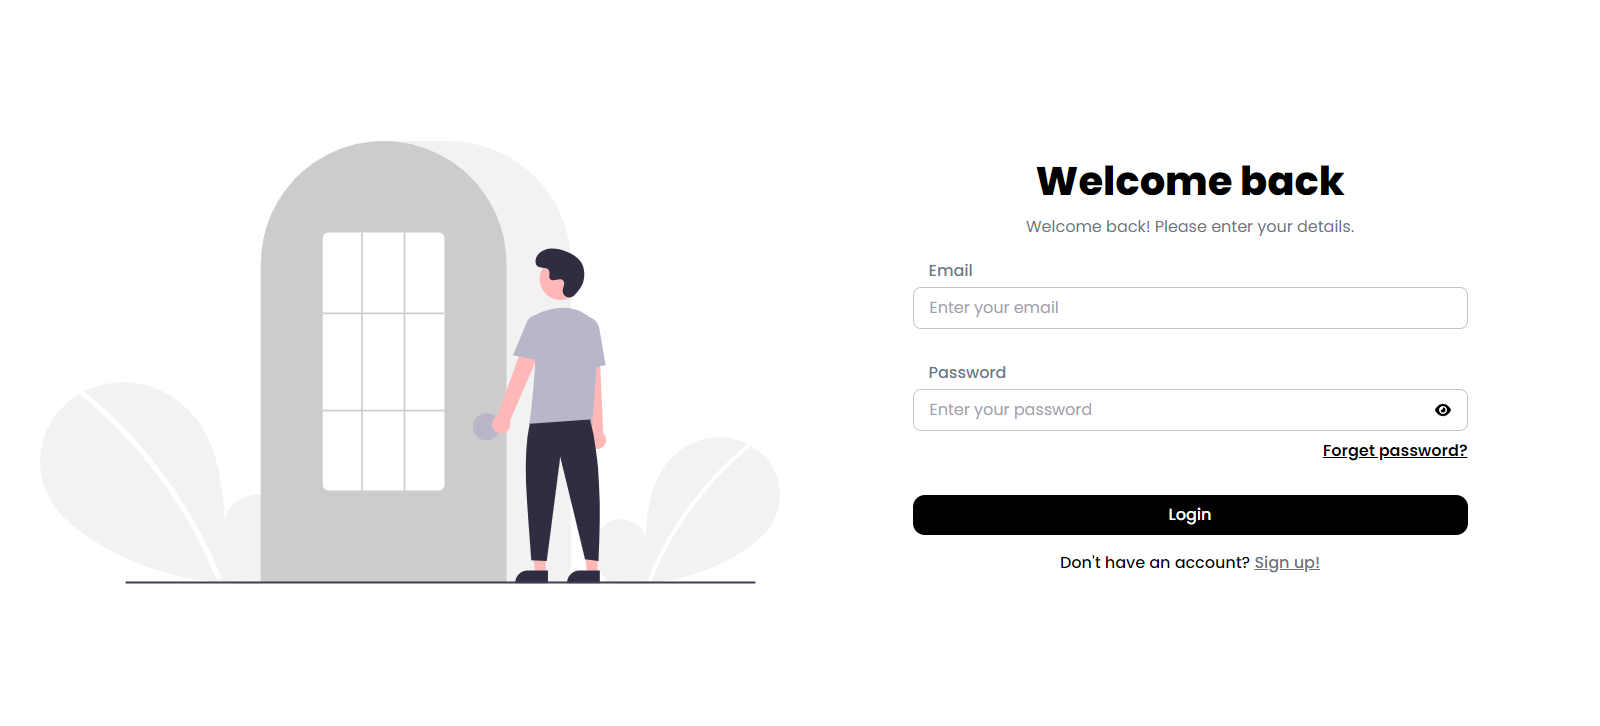 Welcome back
Welcome back! Please enter your details.
Email
Enter your email
Password
Enter your password
Forget password?
Login
Don't have an account? Sign up!